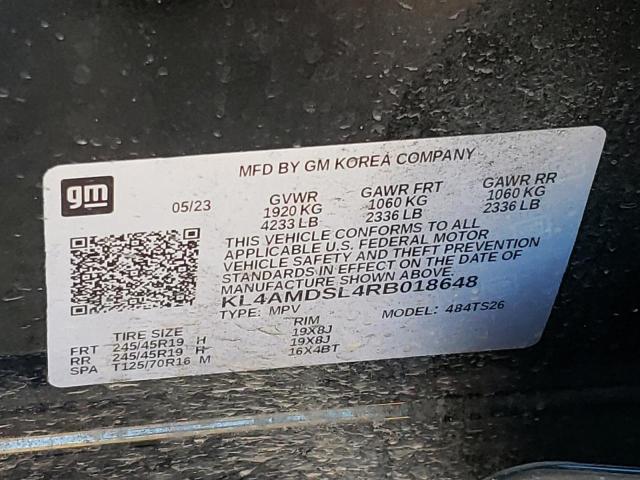 MFD BY GM KOREA COMPANY
gm
05/23 GVWR GAWR FRT GAWR RR
1920 KG 1060 KG 1060 KG
4233 LB 2336 LB 2336 LB
THIS VEHICLE CONFORMS TO ALL
APPLICABLE U.S. FEDERAL MOTOR
VEHICLE SAFETY AND THEFT PREVENTION
STANDARDS IN EFFECT ON THE DATE OF
MANUFACTURE SHOWN ABOVE.
KL4AMDSL4RB018648
TYPE: MPV MODEL: 484TS26
TIRE SIZE RIM
FRT 245/45R19 H 19X8J
RR 245/45R19 H 19X8J
SPA T125/70R16 M 16X4BT